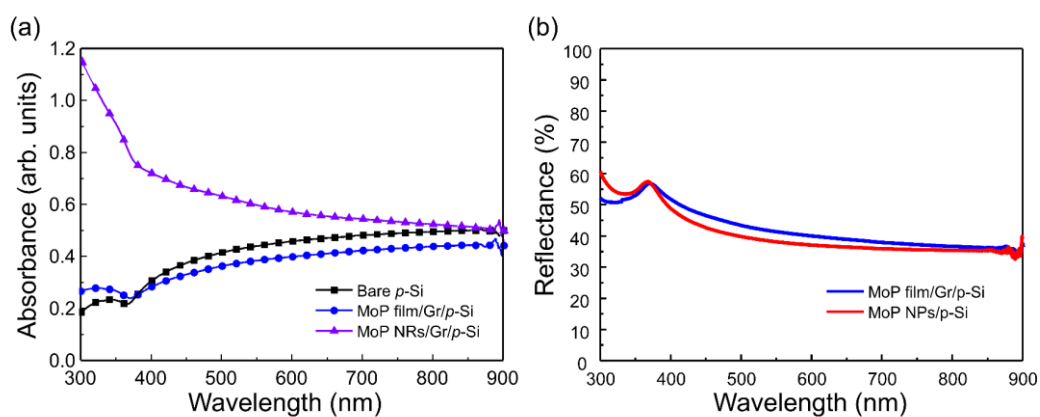 (a)
Absorbance (arb. units)
1.2
1.0
0.8
0.6
0.4
0.2
0.0
Bare p-Si
MoP film/Gr/p-Si
MoP NRs/Gr/p-Si
300 400 500 600 700 800 900
Wavelength (nm)
(b)
Reflectance (%)
100
90
80
70
60
50
40
30
20
10
0
MoP film/Gr/p-Si
MoP NPs/p-Si
300 400 500 600 700 800 900
Wavelength (nm)